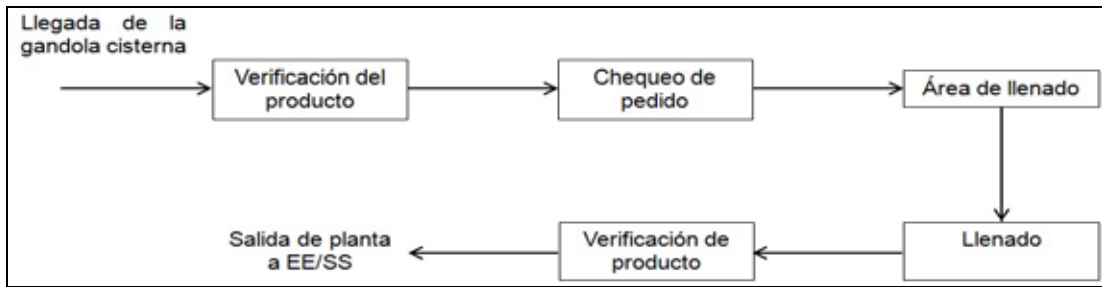 Llegada de la
gandola cisterna
Verificación del
producto
Chequeo de
pedido
Área de llenado
Llenado
Verificación de
producto
Salida de planta
a EE/SS